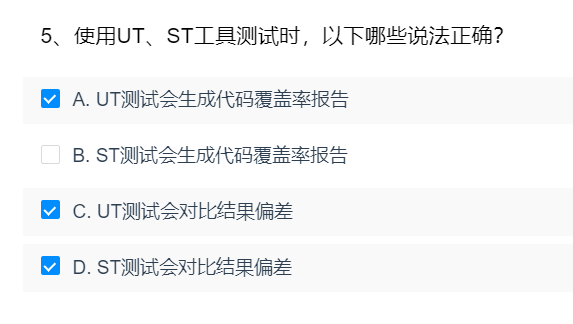 5、使用UT、ST工具测试时，以下哪些说法正确？
A. UT测试会生成代码覆盖率报告
B. ST测试会生成代码覆盖率报告
C. UT测试会对比结果偏差
D. ST测试会对比结果偏差